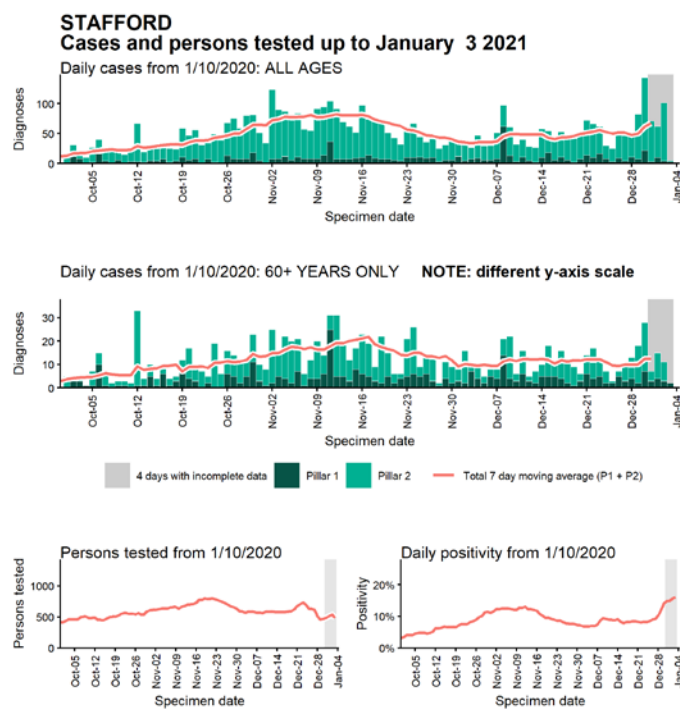 STAFFORD
Cases and persons tested up to January 3 2021
Daily cases from 1/10/2020: ALL AGES
Diagnoses
100
50
0
Oct-05 Oct-12 Oct-19 Oct-26 Nov-02 Nov-09 Nov-16 Nov-23 Nov-30 Dec-07 Dec-14 Dec-21 Dec-28 Jan-04
Specimen date
Daily cases from 1/10/2020: 60+ YEARS ONLY NOTE: different y-axis scale
Diagnoses
30
20
10
0
Oct-05 Oct-12 Oct-19 Oct-26 Nov-02 Nov-09 Nov-16 Nov-23 Nov-30 Dec-07 Dec-14 Dec-21 Dec-28 Jan-04
Specimen date
4 days with incomplete data Pillar 1 Pillar 2 Total 7 day moving average (P1 + P2)
Persons tested from 1/10/2020
Persons tested
1000
500
0
Oct-05 Oct-12 Oct-19 Oct-26 Nov-02 Nov-09 Nov-16 Nov-23 Nov-30 Dec-07 Dec-14 Dec-21 Dec-28 Jan-04
Specimen date
Daily positivity from 1/10/2020
Positivity
20%
10%
0%
Oct-05 Oct-12 Oct-19 Oct-26 Nov-02 Nov-09 Nov-16 Nov-23 Nov-30 Dec-07 Dec-14 Dec-21 Dec-28 Jan-04
Specimen date